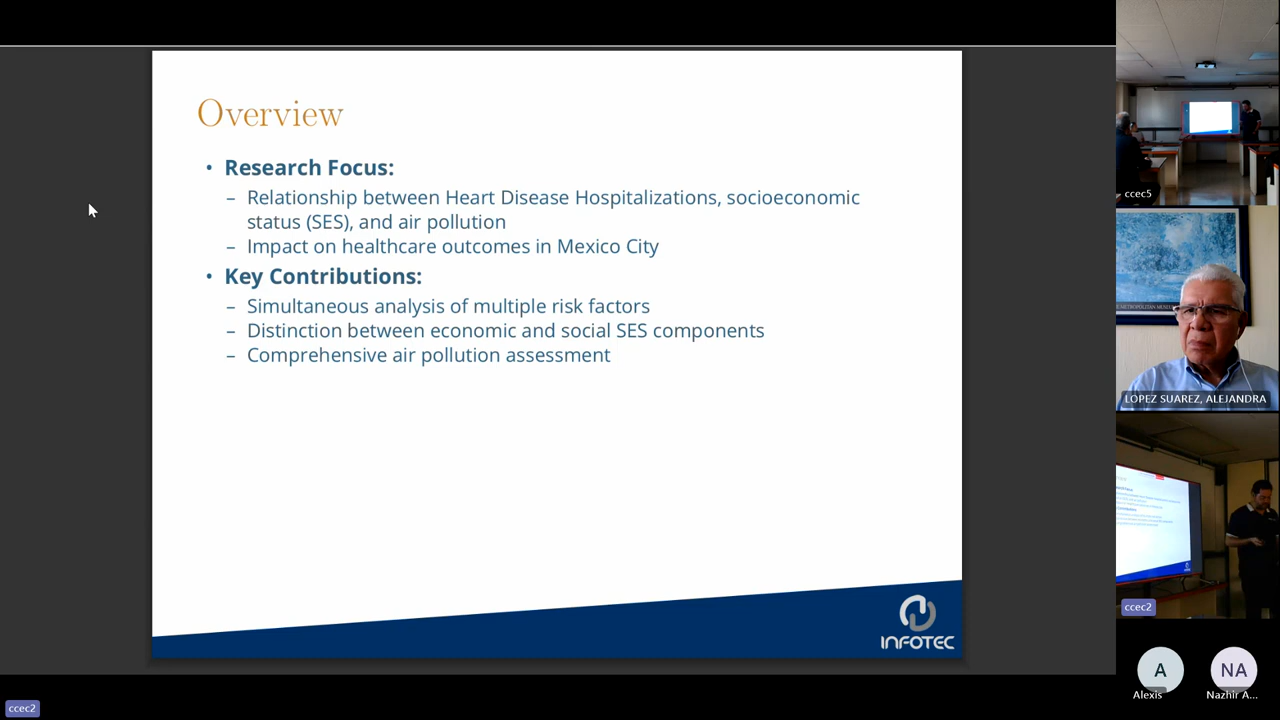 Overview
• Research Focus:
– Relationship between Heart Disease Hospitalizations, socioeconomic
status (SES), and air pollution
– Impact on healthcare outcomes in Mexico City
• Key Contributions:
– Simultaneous analysis of multiple risk factors
– Distinction between economic and social SES components
– Comprehensive air pollution assessment
INFOTEC
ccec2
ccec5
LOPEZ SUAREZ, ALEJANDRA
ccec2
A
Alexis
NA
Nazhir A...